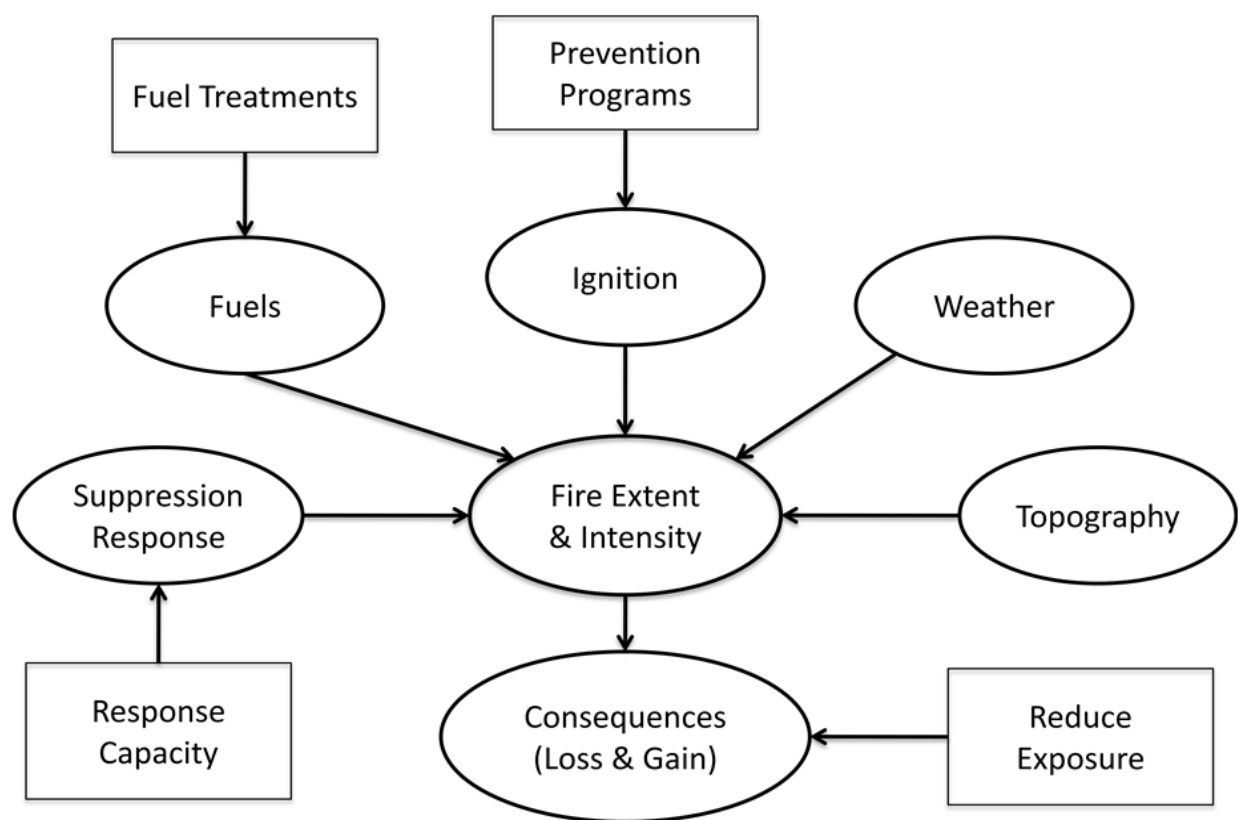 Fuel Treatments
Prevention
Programs
Fuels
Ignition
Weather
Suppression
Response
Fire Extent
& Intensity
Topography
Response
Capacity
Consequences
(Loss & Gain)
Reduce
Exposure